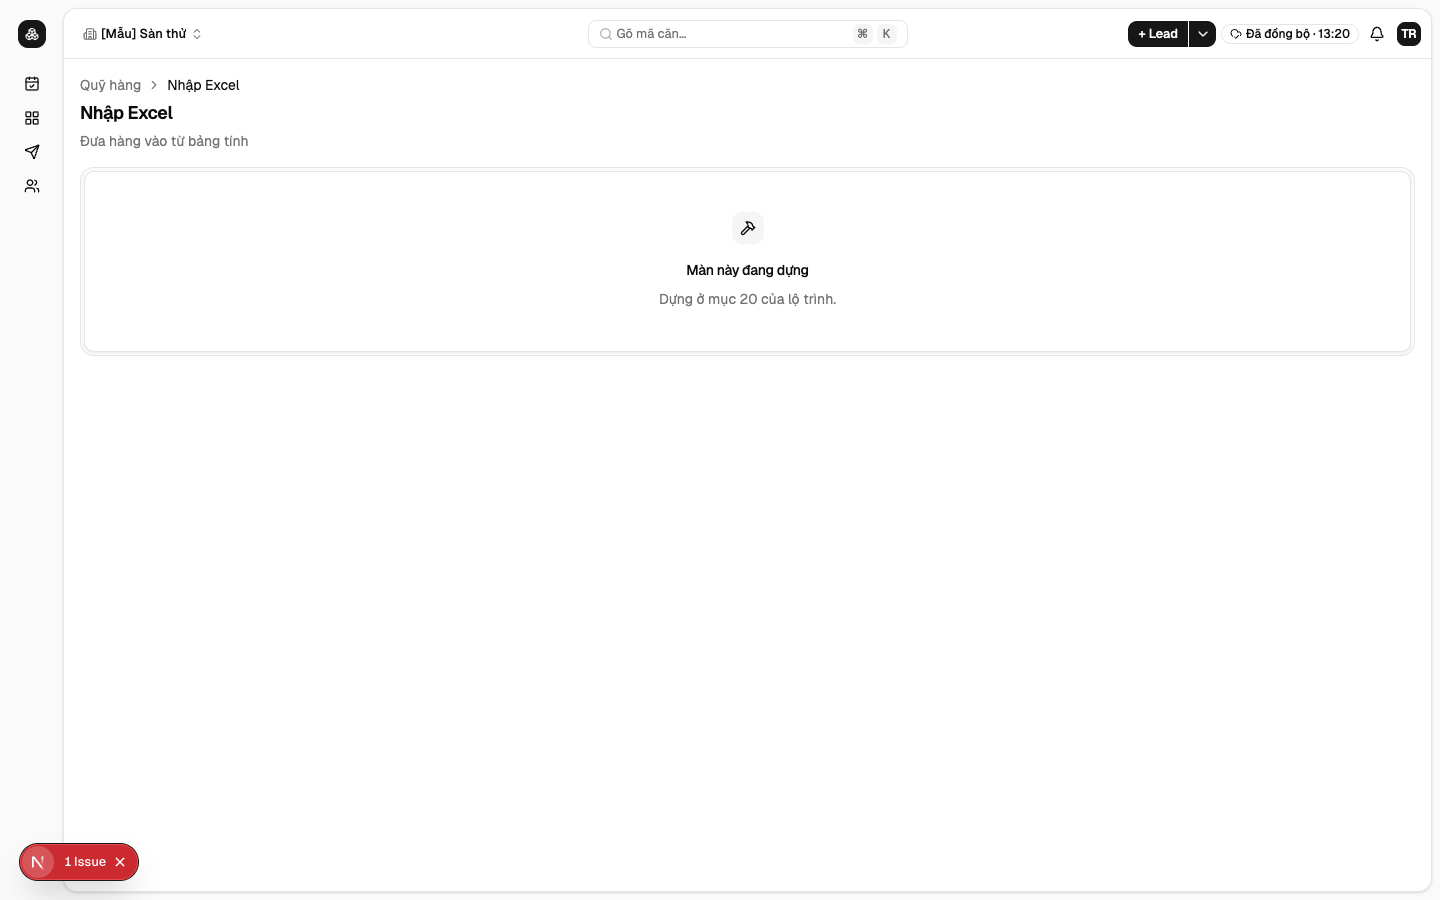 [Mẫu] Sàn thử
Gõ mã căn...
⌘ K
+ Lead
Đã đồng bộ · 13:20
TR
Quỹ hàng > Nhập Excel
Nhập Excel
Đưa hàng vào từ bảng tính
Màn này đang dựng
Dựng ở mục 20 của lộ trình.
N
1 Issue